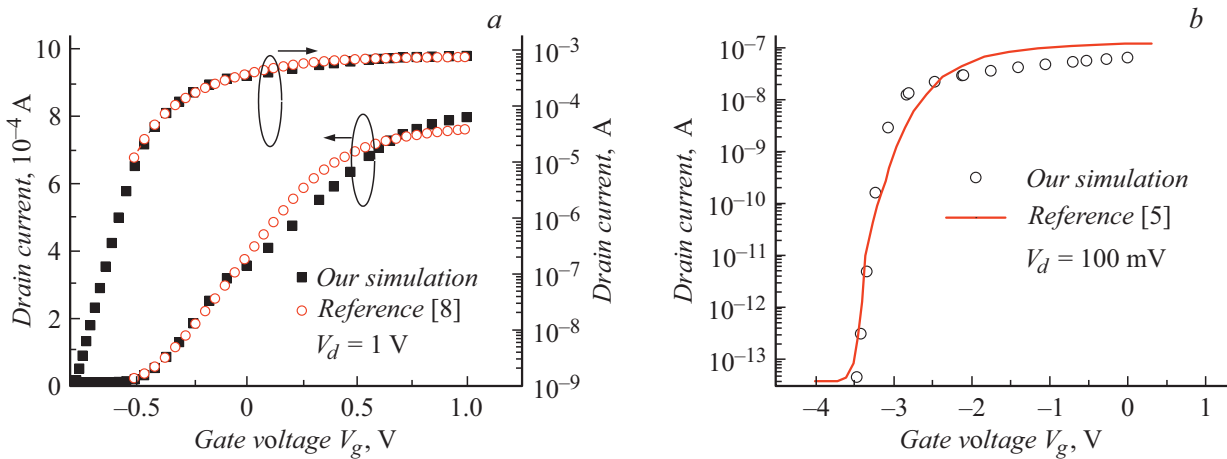 a
10
8
6
4
2
0
Drain current, 10⁻⁴ A
10⁻³
10⁻⁴
10⁻⁵
10⁻⁶
10⁻⁷
10⁻⁸
10⁻⁹
Drain current, A
Our simulation
Reference [8]
V_d = 1 V
–0.5
0
0.5
1.0
Gate voltage V_g, V
b
10⁻⁷
10⁻⁸
10⁻⁹
10⁻¹⁰
10⁻¹¹
10⁻¹²
10⁻¹³
Drain current, A
Our simulation
Reference [5]
V_d = 100 mV
–4
–3
–2
–1
0
1
Gate voltage V_g, V